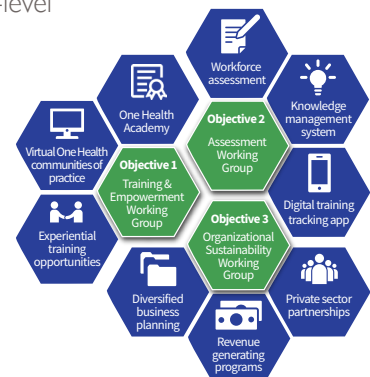 -level
Workforce
assessment
One Health
Academy
Knowledge
management
system
Objective 2
Assessment
Working
Group
Virtual One Health
communities of
practice
Objective 1
Training &
Empowerment
Working
Group
Digital training
tracking app
Experiential
training
opportunities
Objective 3
Organizational
Sustainability
Working
Group
Diversified
business
planning
Private sector
partnerships
Revenue
generating
programs